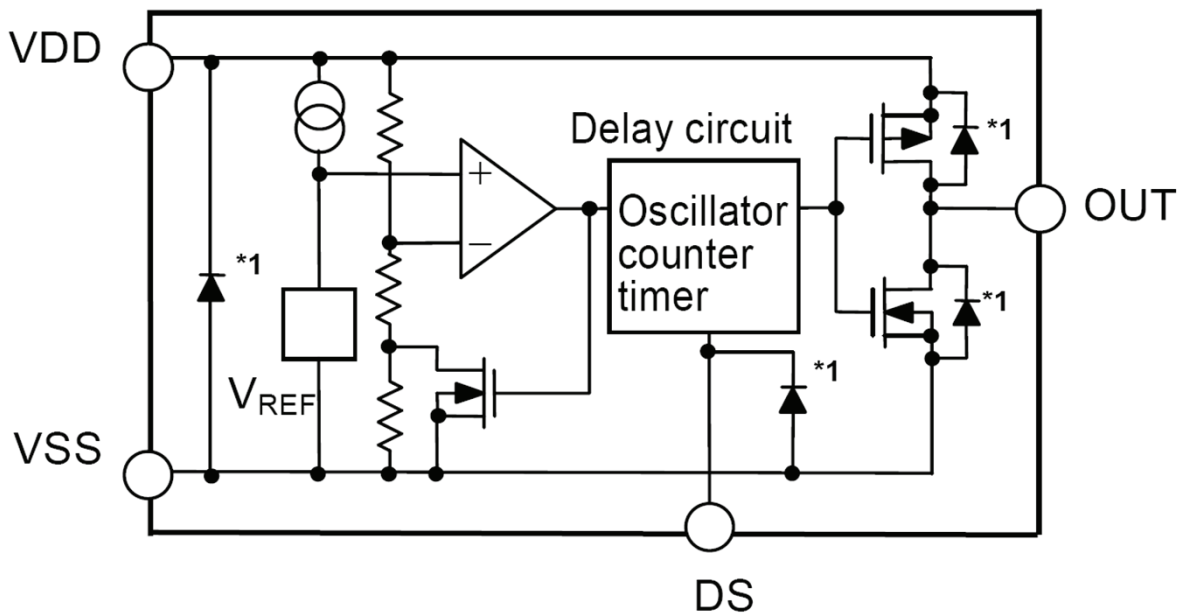 VDD
Delay circuit
*1
+
Oscillator
counter
timer
−
OUT
*1
*1
*1
VREF
VSS
DS